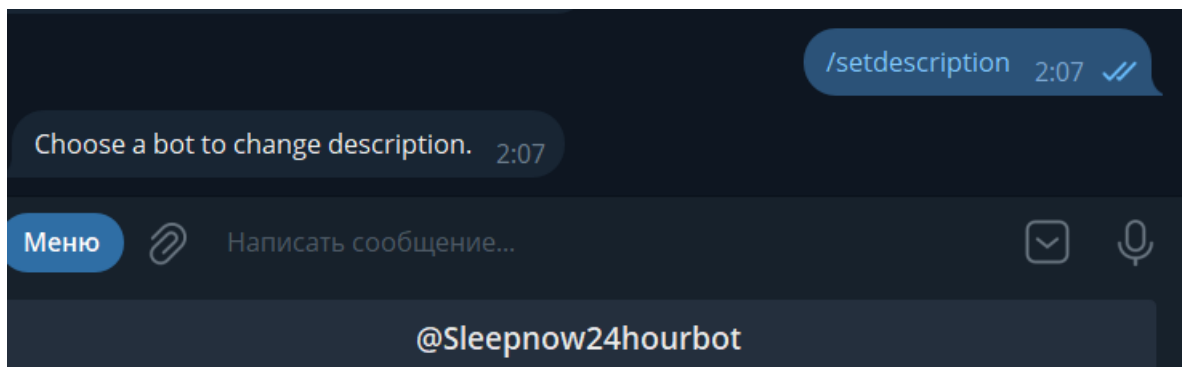 /setdescription 2:07
Choose a bot to change description. 2:07
Меню Написать сообщение...
@Sleepnow24hourbot